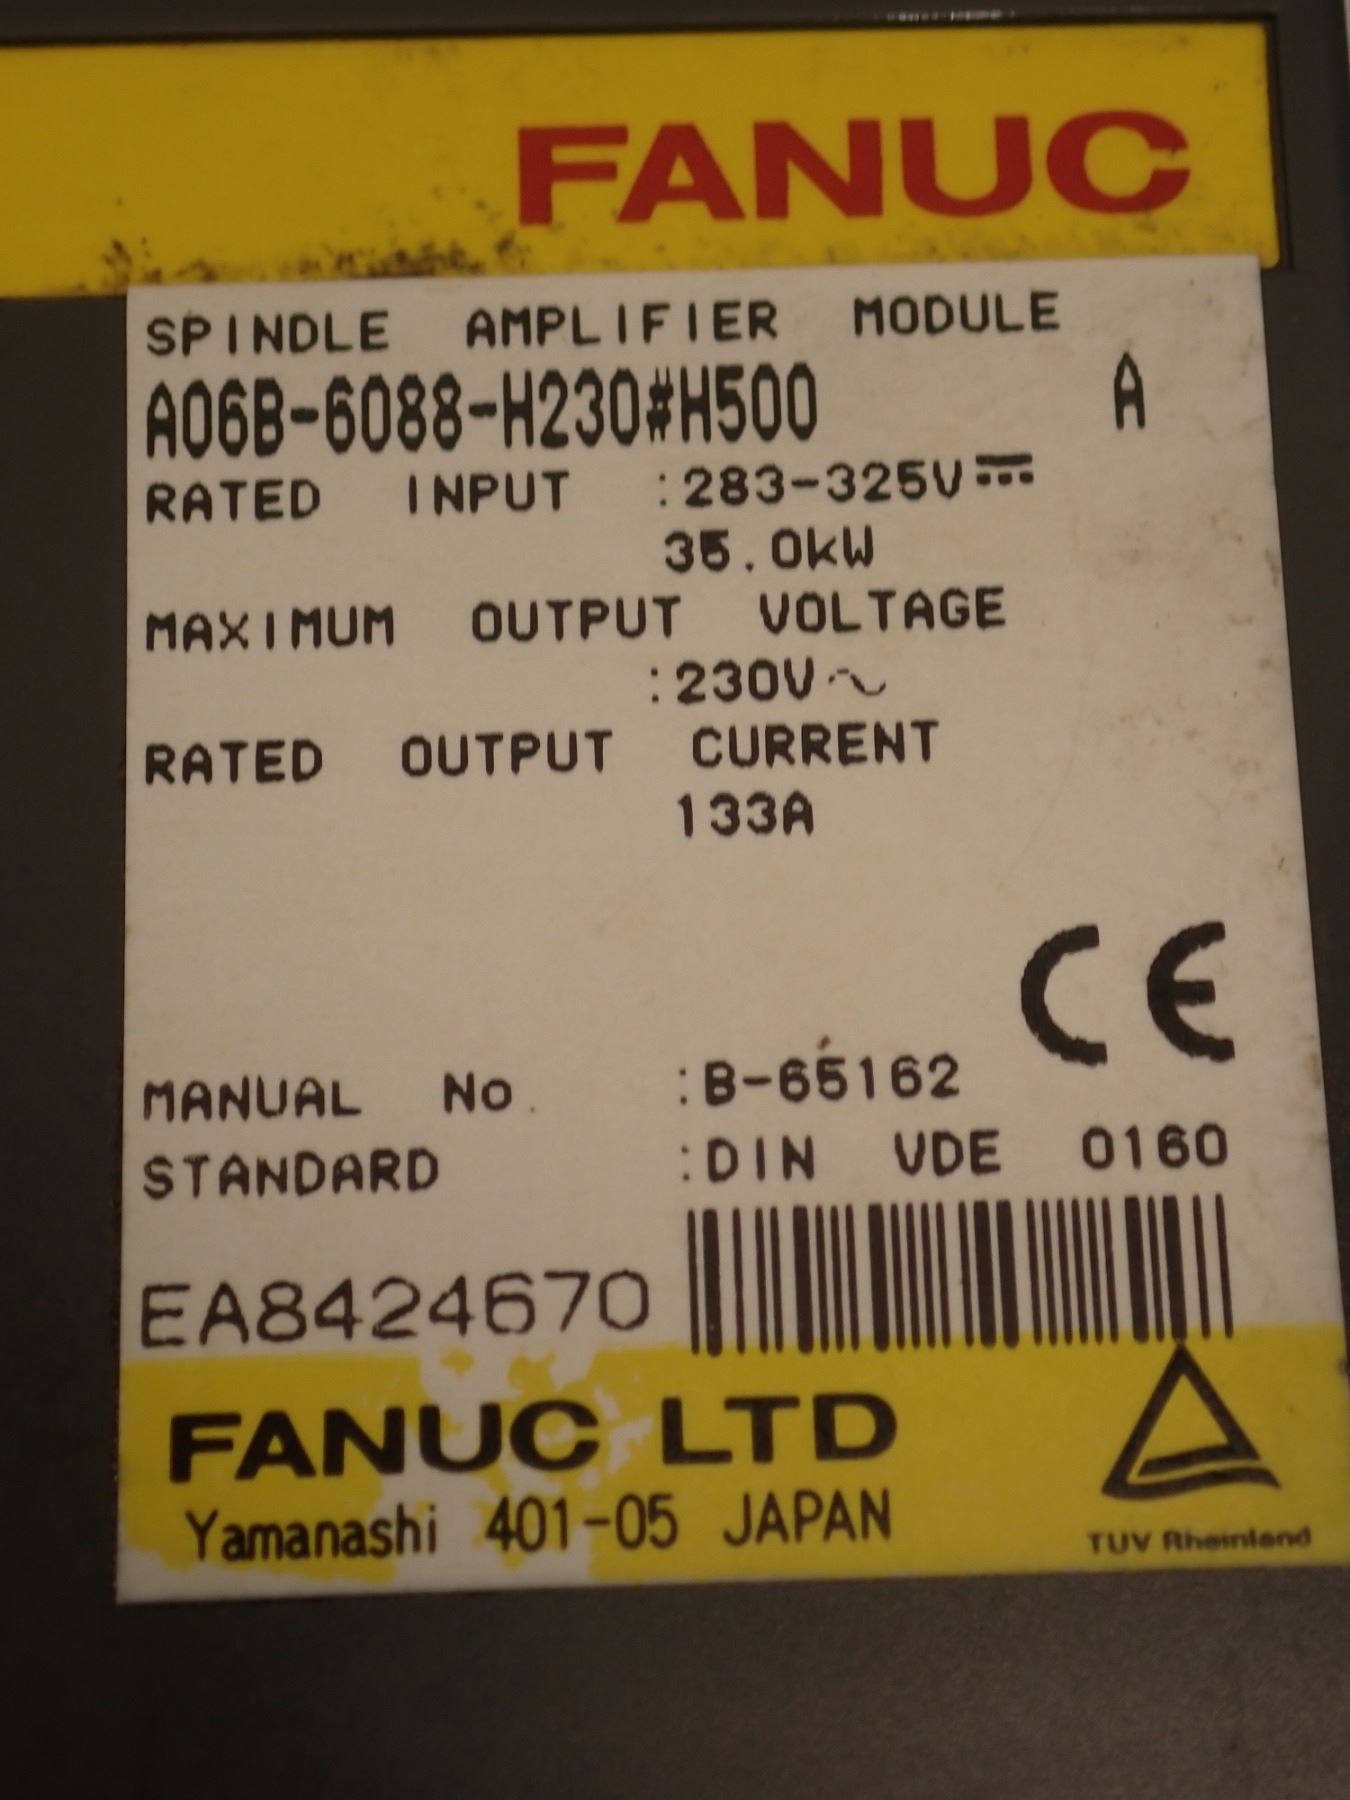 FANUC
SPINDLE AMPLIFIER MODULE
A06B-6088-H230#H500 A
RATED INPUT :283-325V⎓
35.0kW
MAXIMUM OUTPUT VOLTAGE
:230V~
RATED OUTPUT CURRENT
133A
CE
MANUAL No. :B-65162
STANDARD :DIN VDE 0160
EA8424670
FANUC LTD
Yamanashi 401-05 JAPAN
TUV Rheinland